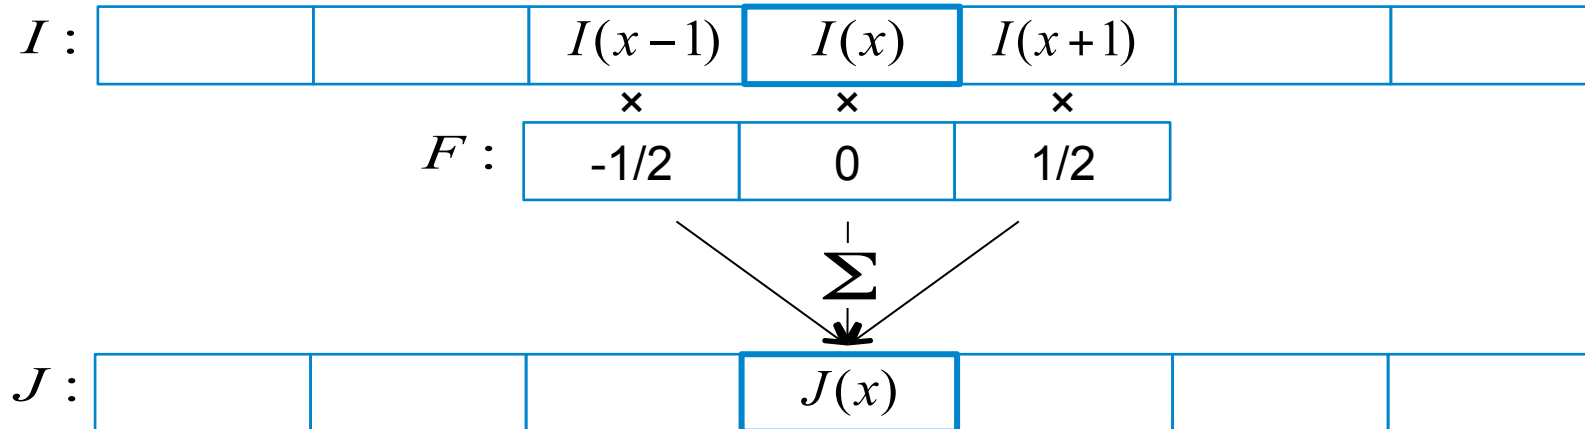 I : I(x−1) I(x) I(x+1)
× × ×
F : -1/2 0 1/2
Σ
J : J(x)